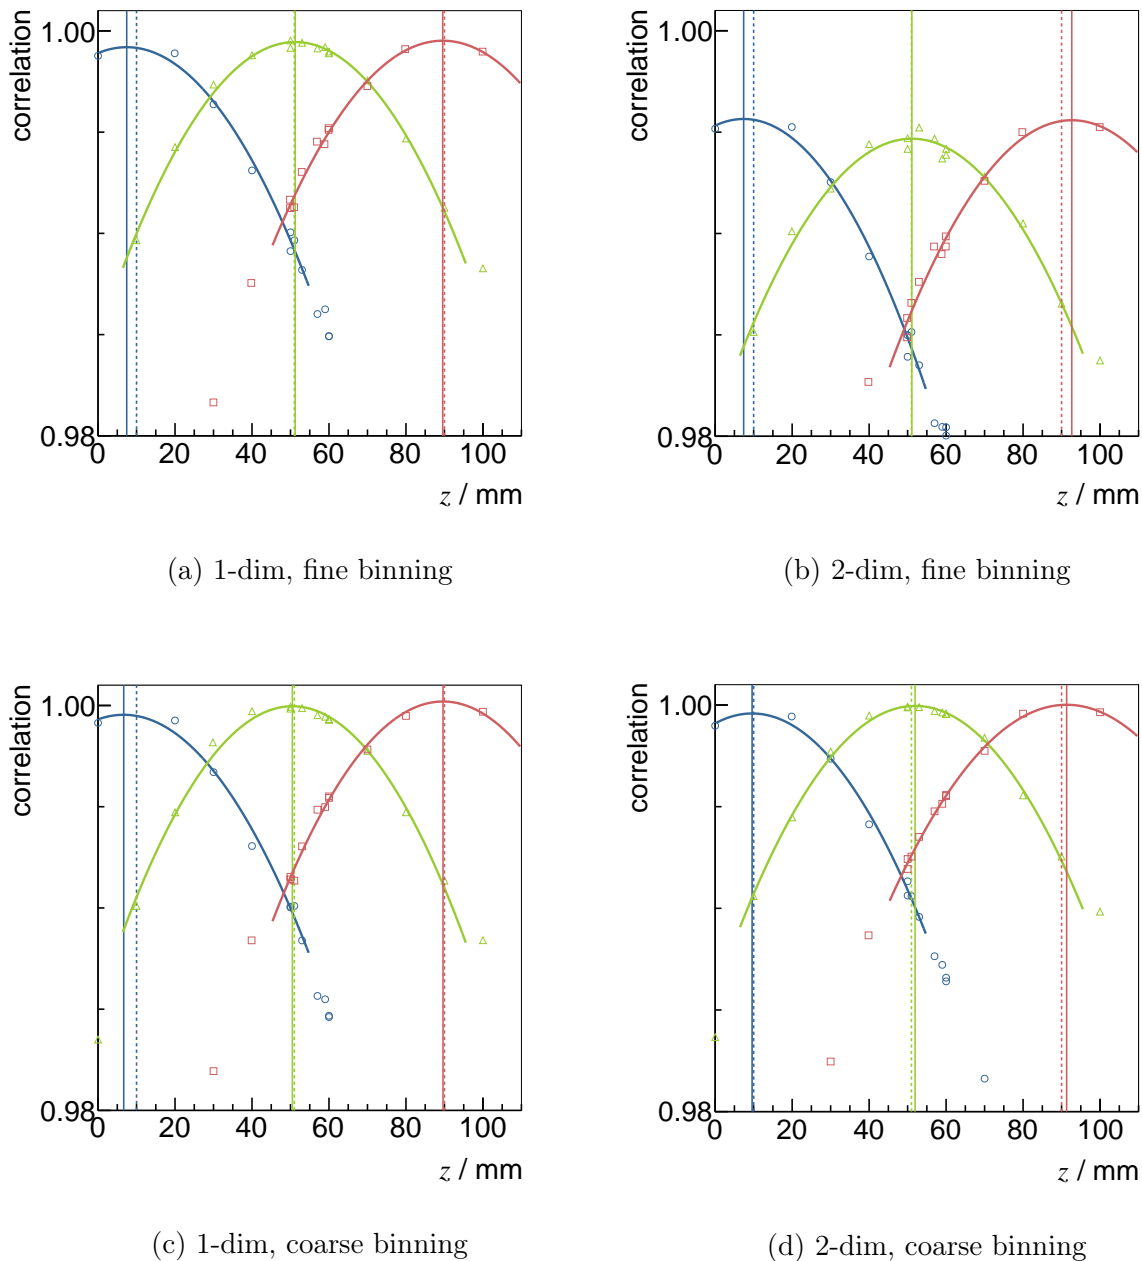 correlation
1.00
0.98
0 20 40 60 80 100
z / mm
(a) 1-dim, fine binning
correlation
1.00
0.98
0 20 40 60 80 100
z / mm
(b) 2-dim, fine binning
correlation
1.00
0.98
0 20 40 60 80 100
z / mm
(c) 1-dim, coarse binning
correlation
1.00
0.98
0 20 40 60 80 100
z / mm
(d) 2-dim, coarse binning